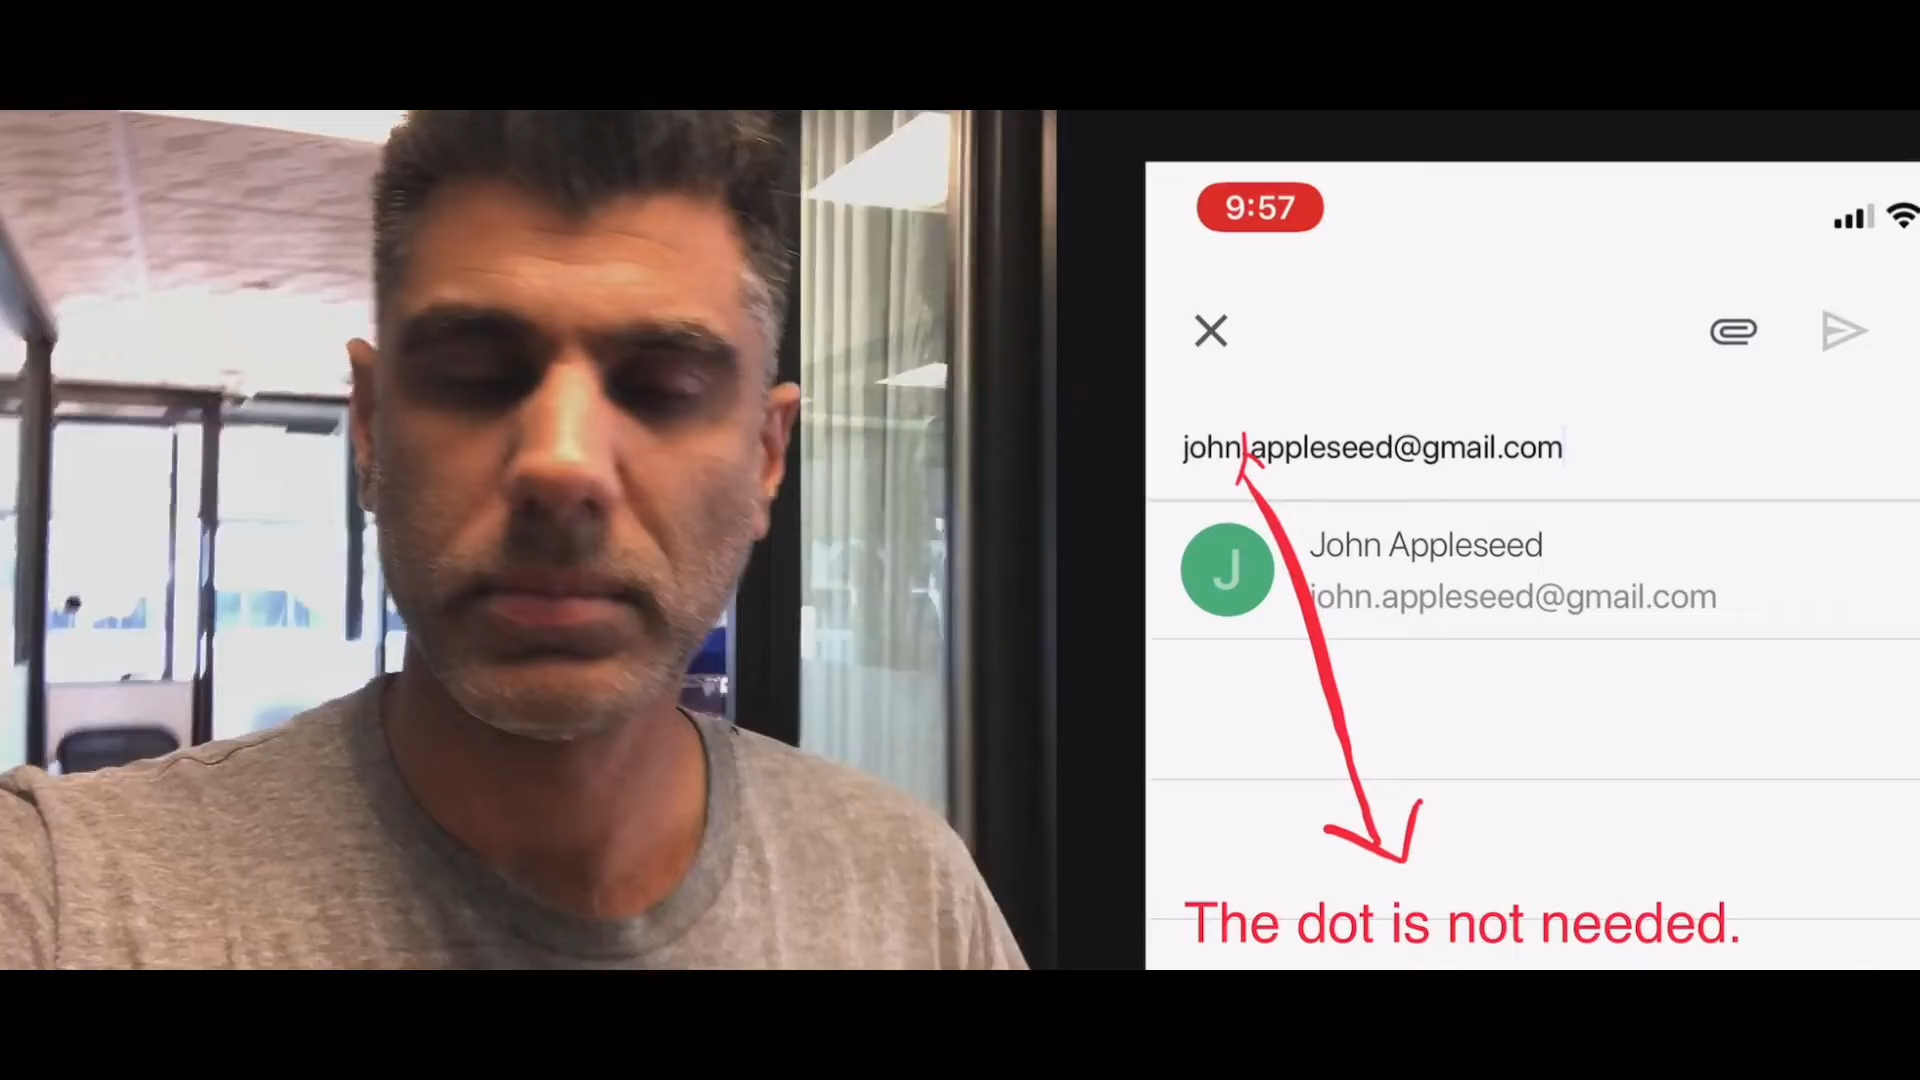 9:57
john.appleseed@gmail.com
J
John Appleseed
john.appleseed@gmail.com
The dot is not needed.